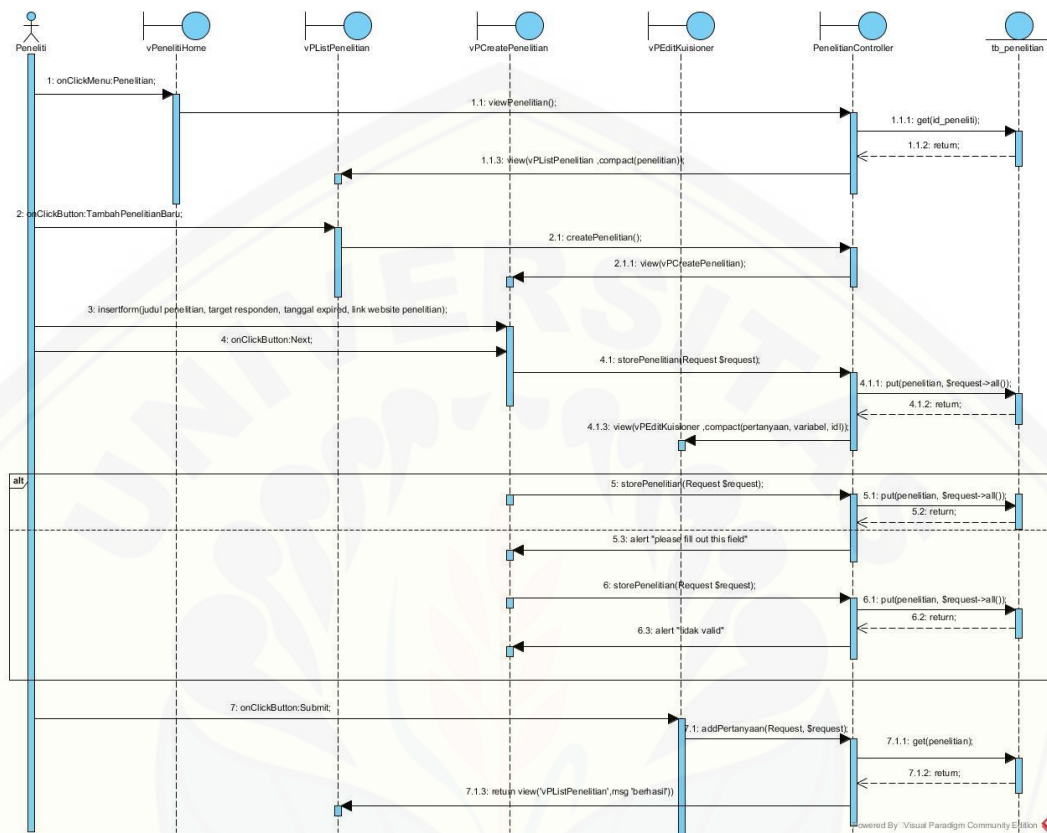 Peneliti
vPenelitiHome
vPListPenelitian
vPCreatePenelitian
vPEditKuisioner
PenelitianController
tb_penelitian
1: onClickMenu:Penelitian;
1.1: viewPenelitian();
1.1.1: get(id_peneliti);
1.1.2: return;
1.1.3: view(vPListPenelitian ,compact(penelitian));
2: onClickButton:TambahPenelitianBaru;
2.1: createPenelitian();
2.1.1: view(vPCreatePenelitian);
3: insertform(judul penelitian, target responden, tanggal expired, link website penelitian);
4: onClickButton:Next;
4.1: storePenelitian(Request $request);
4.1.1: put(penelitian, $request->all());
4.1.2: return;
4.1.3: view(vPEditKuisioner ,compact(pertanyaan, variabel, idl));
alt
5: storePenelitian(Request $request);
5.1: put(penelitian, $request->all());
5.2: return;
5.3: alert "please fill out this field"
6: storePenelitian(Request $request);
6.1: put(penelitian, $request->all());
6.2: return;
6.3: alert "tidak valid"
7: onClickButton:Submit;
7.1: addPertanyaan(Request, $request);
7.1.1: get(penelitian);
7.1.2: return;
7.1.3: return view('vPListPenelitian',msg 'berhasil'))
Powered By Visual Paradigm Community Edition
UNIVERSITAS